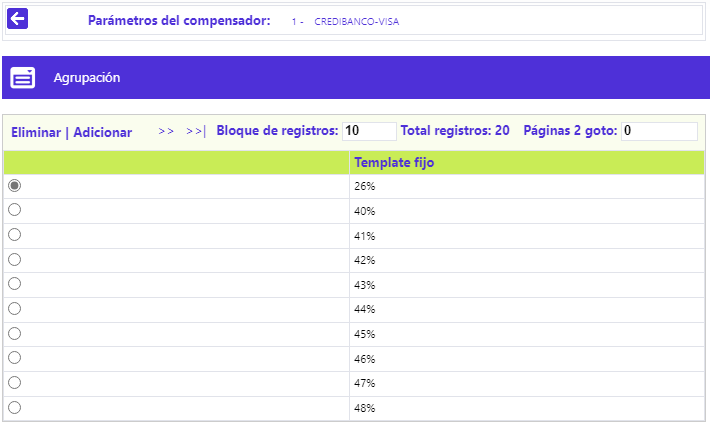 Parámetros del compensador: 1 - CREDIBANCO-VISA
Agrupación
Eliminar | Adicionar >> >>| Bloque de registros: 10 Total registros: 20 Páginas 2 goto: 0
Template fijo
26%
40%
41%
42%
43%
44%
45%
46%
47%
48%